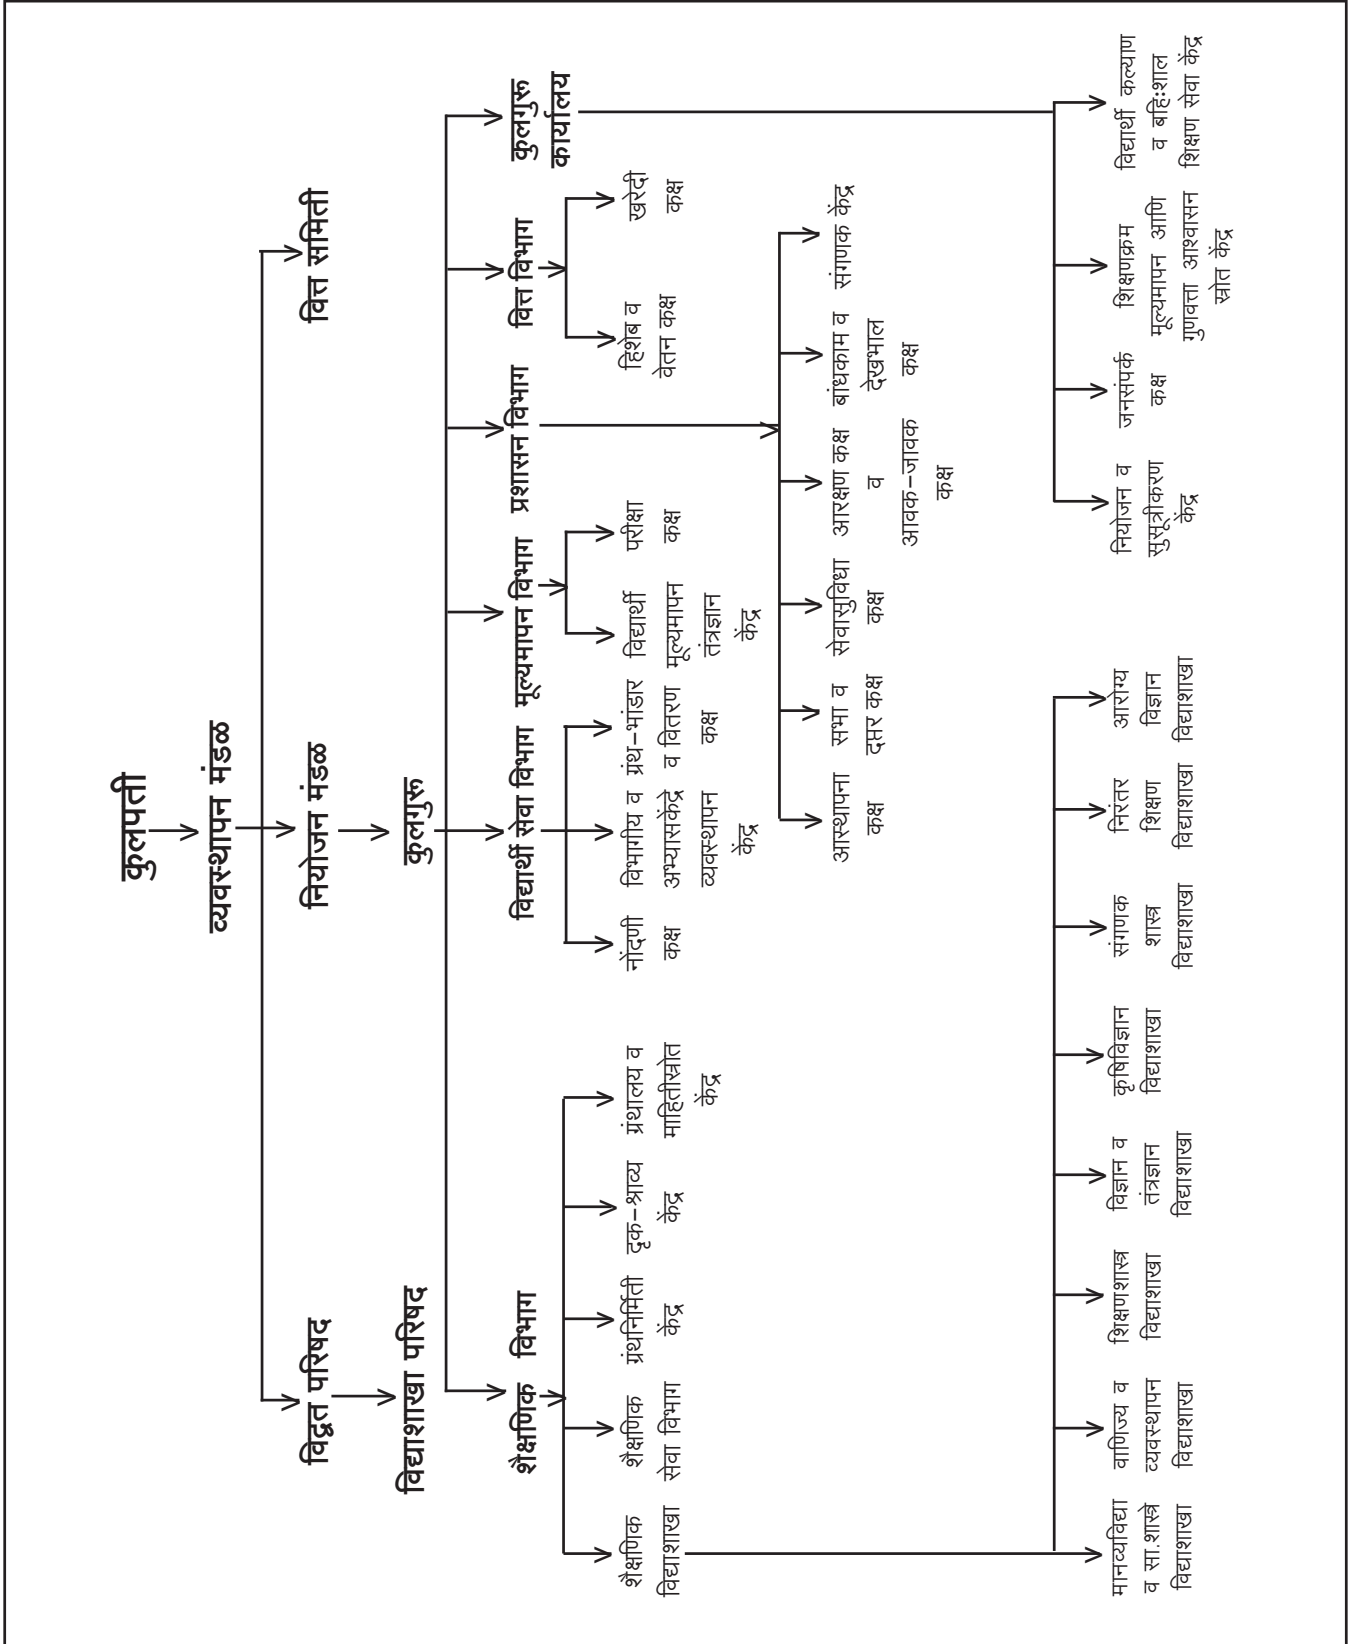 कुलपती
व्यवस्थापन मंडळ
विद्वत परिषद
नियोजन मंडळ
वित्त समिती
विद्याशाखा परिषद
कुलगुरू
शैक्षणिक विभाग
विद्यार्थी सेवा विभाग
मूल्यमापन विभाग
प्रशासन विभाग
वित्त विभाग
कुलगुरू
कार्यालय
शैक्षणिक
विद्याशाखा
शैक्षणिक
सेवा विभाग
ग्रंथनिर्मिती
केंद्र
दृक-श्राव्य
केंद्र
ग्रंथालय व
माहितीस्रोत
केंद्र
नोंदणी
कक्ष
विभागीय व
अभ्यासकेंद्र
व्यवस्थापन
केंद्र
ग्रंथ-भांडार
व वितरण
कक्ष
विद्यार्थी
मूल्यमापन
तंत्रज्ञान
केंद्र
परीक्षा
कक्ष
हिशेब व
वेतन कक्ष
खरेदी
कक्ष
आस्थापना
कक्ष
सभा व
दप्तर कक्ष
सेवासुविधा
कक्ष
आरक्षण कक्ष
व
आवक-जावक
कक्ष
बांधकाम व
देखभाल
कक्ष
संगणक केंद्र
मानव्यविद्या
व सा.शास्त्रे
विद्याशाखा
वाणिज्य व
व्यवस्थापन
विद्याशाखा
शिक्षणशास्त्र
विद्याशाखा
विज्ञान व
तंत्रज्ञान
विद्याशाखा
कृषिविज्ञान
विद्याशाखा
संगणक
शास्त्र
विद्याशाखा
निरंतर
शिक्षण
विद्याशाखा
आरोग्य
विज्ञान
विद्याशाखा
नियोजन व
सुसूत्रीकरण
केंद्र
जनसंपर्क
कक्ष
शिक्षणक्रम
मूल्यमापन आणि
गुणवत्ता आश्वासन
स्रोत केंद्र
विद्यार्थी कल्याण
व बहि:शाल
शिक्षण सेवा केंद्र